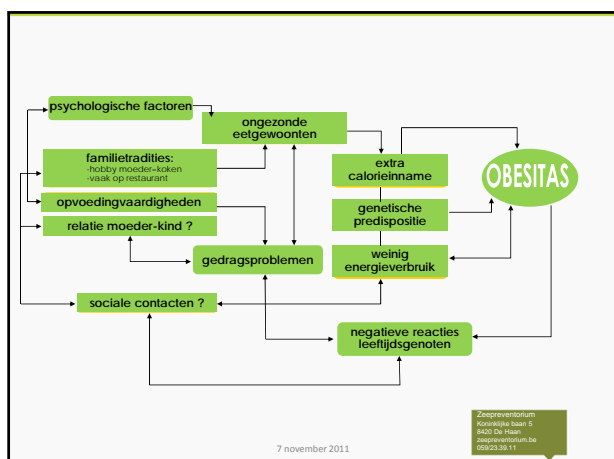 psychologische factoren
ongezonde
eetgewoonten
familietradities:
-hobby moeder=koken
-vaak op restaurant
extra
calorieinname
OBESITAS
opvoedingvaardigheden
genetische
predispositie
relatie moeder-kind ?
gedragsproblemen
weinig
energieverbruik
sociale contacten ?
negatieve reacties
leeftijdsgenoten
Zeepreventorium
Koninklijke baan 5
8420 De Haan
zeepreventorium.be
059/23.39.11
7 november 2011